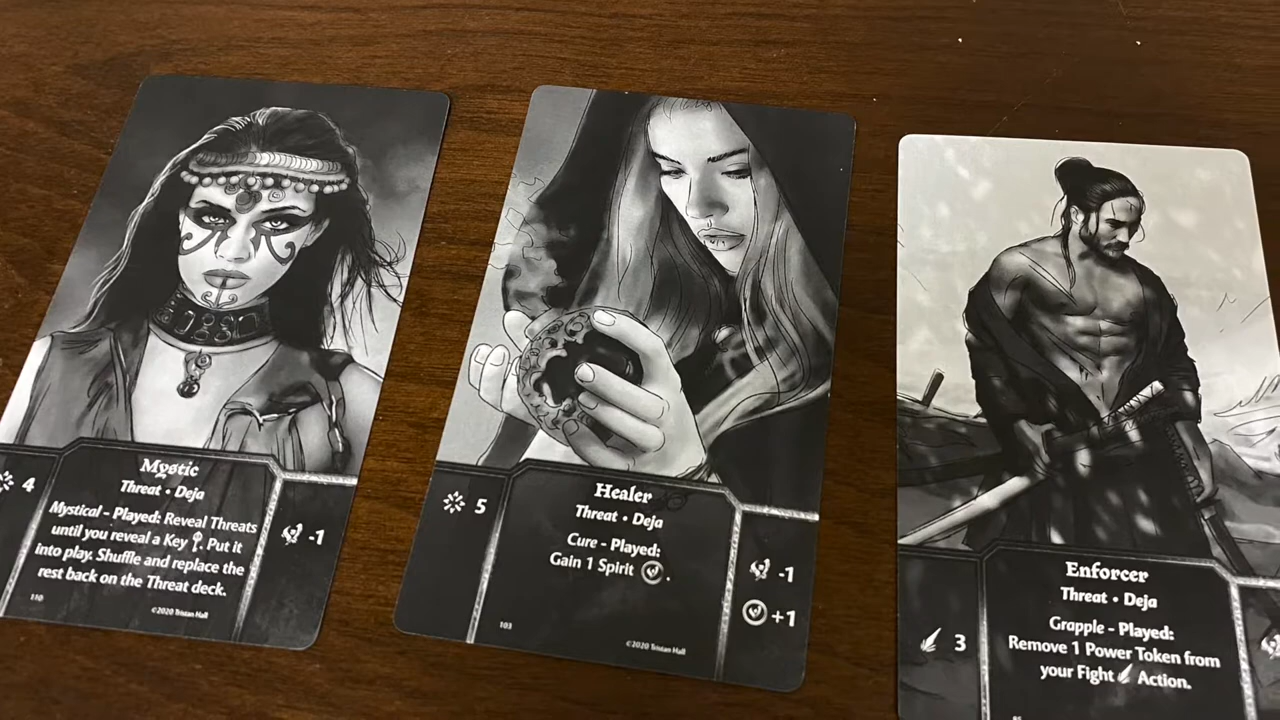 Mystic
Threat • Deja
4
Mystical - Played: Reveal Threats
until you reveal a Key . Put it
into play. Shuffle and replace the
rest back on the Threat deck.
-1
110
©2020 Tristan Hall
Healer
Threat • Deja
5
Cure - Played:
Gain 1 Spirit .
-1
+1
103
©2020 Tristan Hall
Enforcer
Threat • Deja
3
Grapple - Played:
Remove 1 Power Token from
your Fight Action.